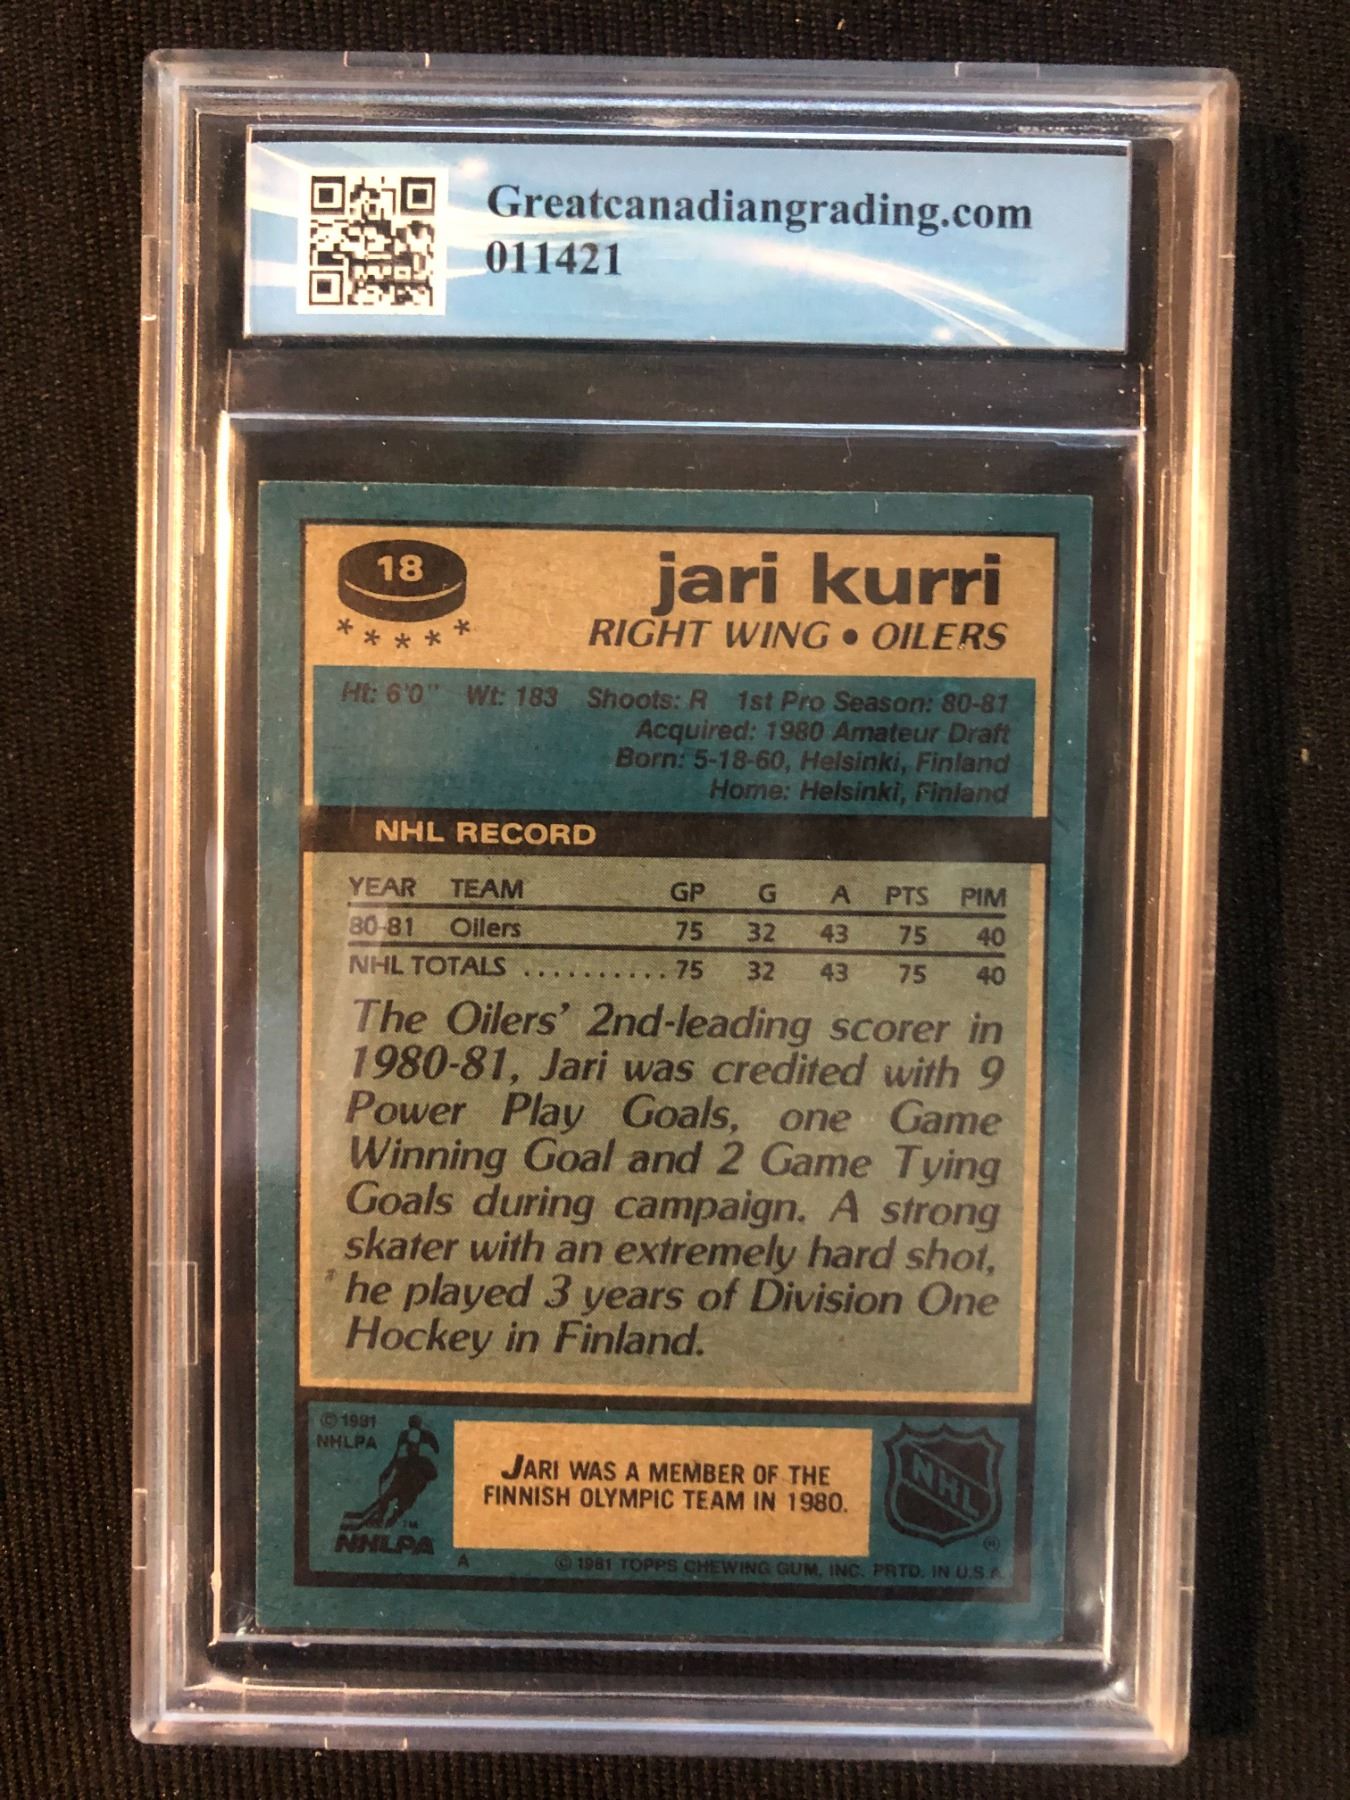 Greatcanadiangrading.com
011421
18
jari kurri
RIGHT WING • OILERS
* * * * *
Ht: 6'0" Wt: 183 Shoots: R 1st Pro Season: 80-81
Acquired: 1980 Amateur Draft
Born: 5-18-60, Helsinki, Finland
Home: Helsinki, Finland
NHL RECORD
YEAR TEAM GP G A PTS PIM
80-81 Oilers 75 32 43 75 40
NHL TOTALS .......... 75 32 43 75 40
The Oilers' 2nd-leading scorer in
1980-81, Jari was credited with 9
Power Play Goals, one Game
Winning Goal and 2 Game Tying
Goals during campaign. A strong
skater with an extremely hard shot,
he played 3 years of Division One
Hockey in Finland.
© 1981
NHLPA
NHLPA
TM
JARI WAS A MEMBER OF THE
FINNISH OLYMPIC TEAM IN 1980.
NHL
®
A © 1981 TOPPS CHEWING GUM, INC. PRTD. IN U.S.A.